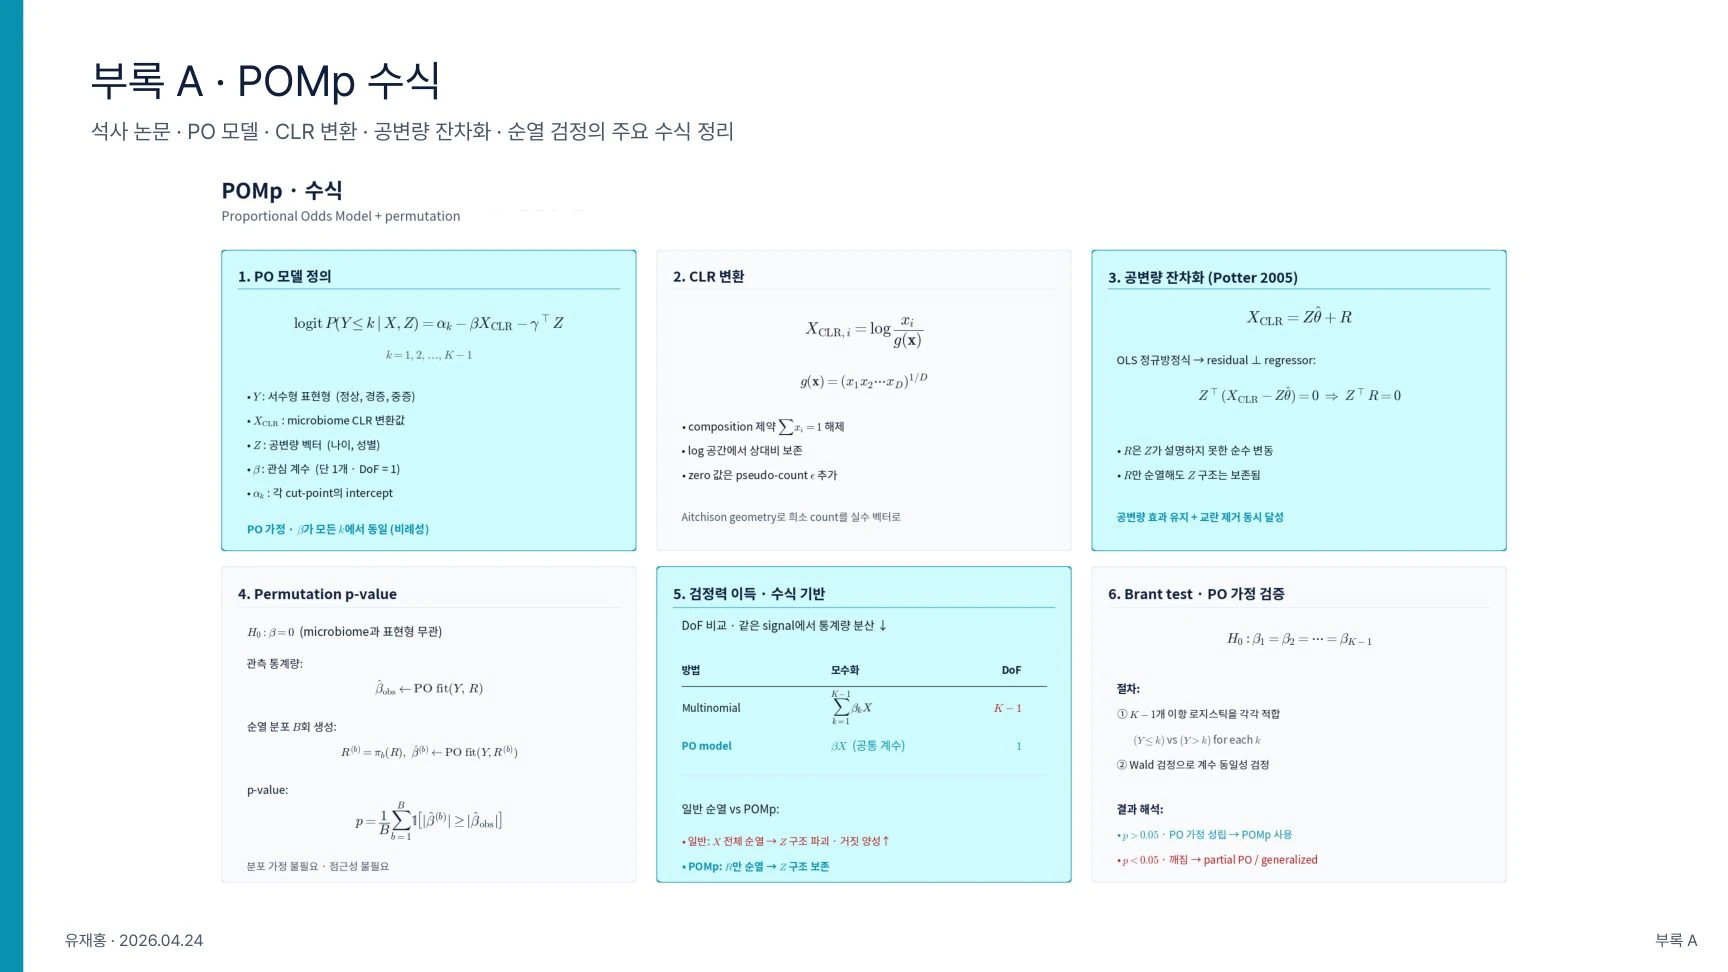 부록 A · POMp 수식
석사 논문 · PO 모델 · CLR 변환 · 공변량 잔차화 · 순열 검정의 주요 수식 정리
POMp · 수식
Proportional Odds Model + permutation
1. PO 모델 정의
logit P(Y ≤ k | X, Z) = α_k − βX_CLR − γ^⊤ Z
k = 1, 2, …, K − 1
• Y : 서수형 표현형 (정상, 경증, 중증)
• X_CLR : microbiome CLR 변환값
• Z : 공변량 벡터 (나이, 성별)
• β : 관심 계수 (단 1개 · DoF = 1)
• α_k : 각 cut-point의 intercept
PO 가정 · β가 모든 k에서 동일 (비례성)
2. CLR 변환
X_CLR, i = log x_i / g(𝐱)
g(𝐱) = (x_1 x_2 ⋯ x_D)^1/D
• composition 제약 ∑ x_i = 1 해제
• log 공간에서 상대비 보존
• zero 값은 pseudo-count ϵ 추가
Aitchison geometry로 희소 count를 실수 벡터로
3. 공변량 잔차화 (Potter 2005)
X_CLR = Zθ̂ + R
OLS 정규방정식 → residual ⊥ regressor:
Z^⊤ (X_CLR − Zθ̂) = 0 ⇒ Z^⊤ R = 0
• R은 Z가 설명하지 못한 순수 변동
• R만 순열해도 Z 구조는 보존됨
공변량 효과 유지 + 교란 제거 동시 달성
4. Permutation p-value
H_0 : β = 0 (microbiome과 표현형 무관)
관측 통계량:
β̂_obs ← PO fit(Y, R)
순열 분포 B회 생성:
R^(b) = π_b(R), β̂^(b) ← PO fit(Y, R^(b))
p-value:
p = 1/B ∑_{b = 1}^{B} 𝟙[|β̂^(b)| ≥ |β̂_obs|]
분포 가정 불필요 · 점근성 불필요
5. 검정력 이득 · 수식 기반
DoF 비교 · 같은 signal에서 통계량 분산 ↓
방법 모수화 DoF
Multinomial ∑_{k = 1}^{K − 1} β_k X K − 1
PO model βX (공통 계수) 1
일반 순열 vs POMp:
• 일반: X 전체 순열 → Z 구조 파괴 · 거짓 양성 ↑
• POMp: R만 순열 → Z 구조 보존
6. Brant test · PO 가정 검증
H_0 : β_1 = β_2 = ⋯ = β_{K − 1}
절차:
① K − 1개 이항 로지스틱을 각각 적합
(Y ≤ k) vs (Y > k) for each k
② Wald 검정으로 계수 동일성 검정
결과 해석:
• p > 0.05 · PO 가정 성립 → POMp 사용
• p < 0.05 · 깨짐 → partial PO / generalized
유재홍 · 2026.04.24
부록 A